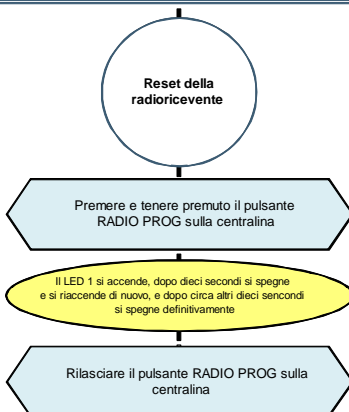 Reset della
radioricevente
Premere e tenere premuto il pulsante
RADIO PROG sulla centralina
Il LED 1 si accende, dopo dieci secondi si spegne
e si riaccende di nuovo, e dopo circa altri dieci sencondi
si spegne definitivamente
Rilasciare il pulsante RADIO PROG sulla
centralina